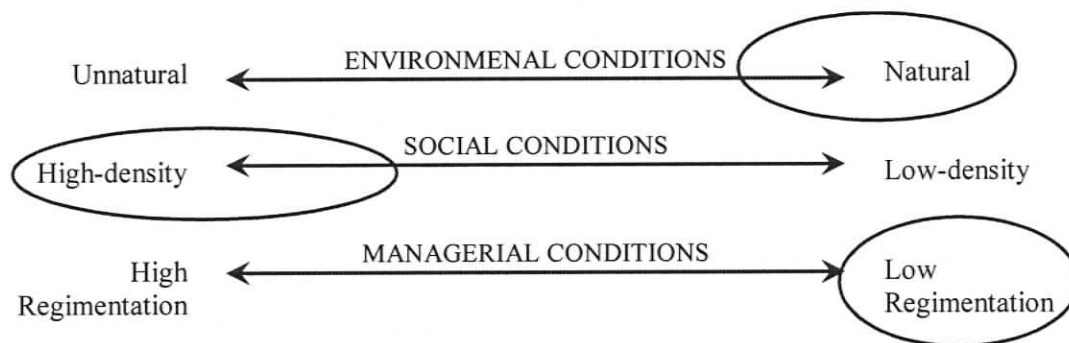 Unnatural ENVIRONMENAL CONDITIONS Natural
High-density SOCIAL CONDITIONS Low-density
High MANAGERIAL CONDITIONS Low
Regimentation Regimentation